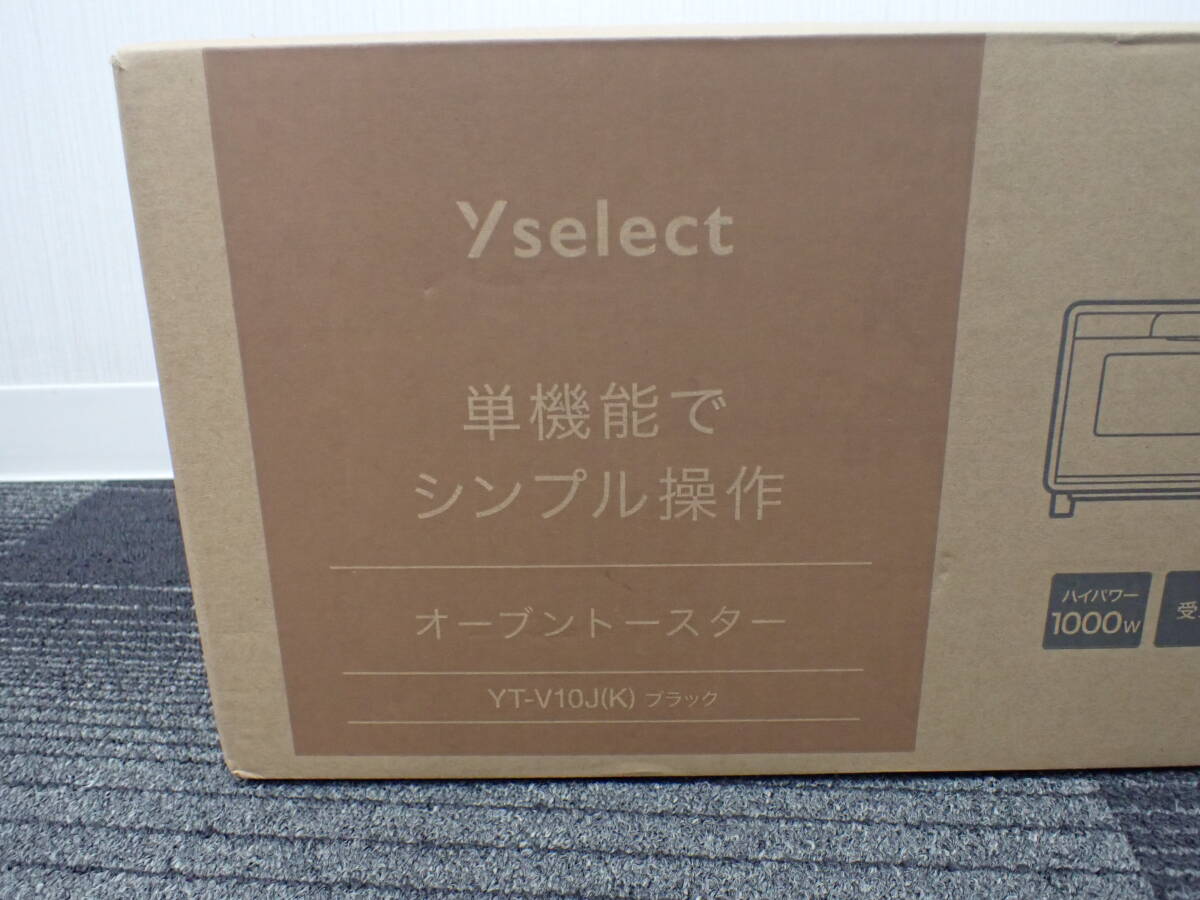 Yselect
単機能で
シンプル操作
オーブントースター
YT-V10J(K) ブラック
ハイパワー
1000W
受